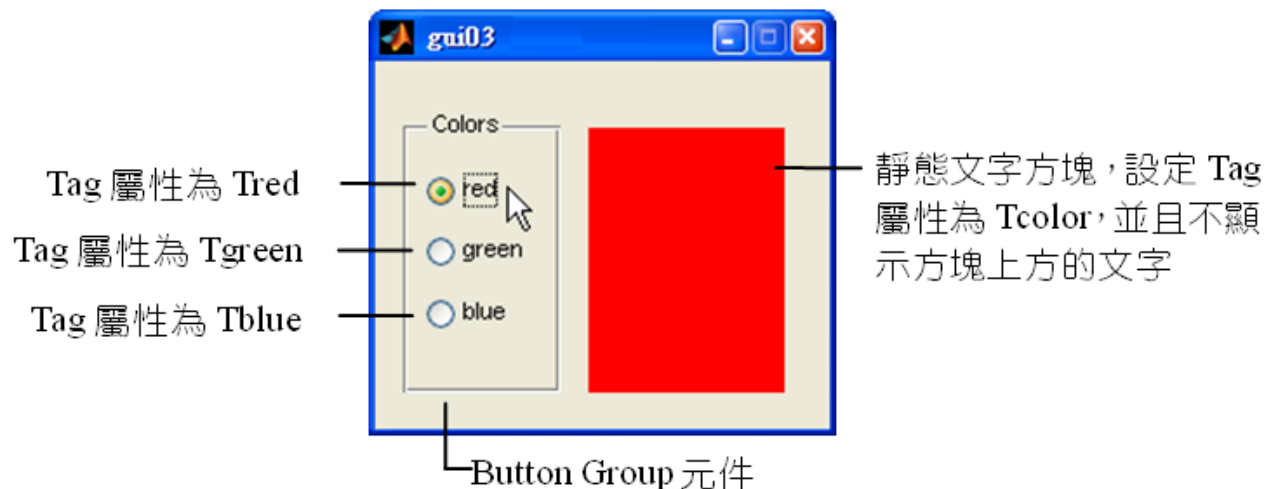 gui03
Colors
red
green
blue
Tag 屬性為 Tred
Tag 屬性為 Tgreen
Tag 屬性為 Tblue
靜態文字方塊，設定 Tag
屬性為 Tcolor，並且不顯
示方塊上方的文字
Button Group 元件